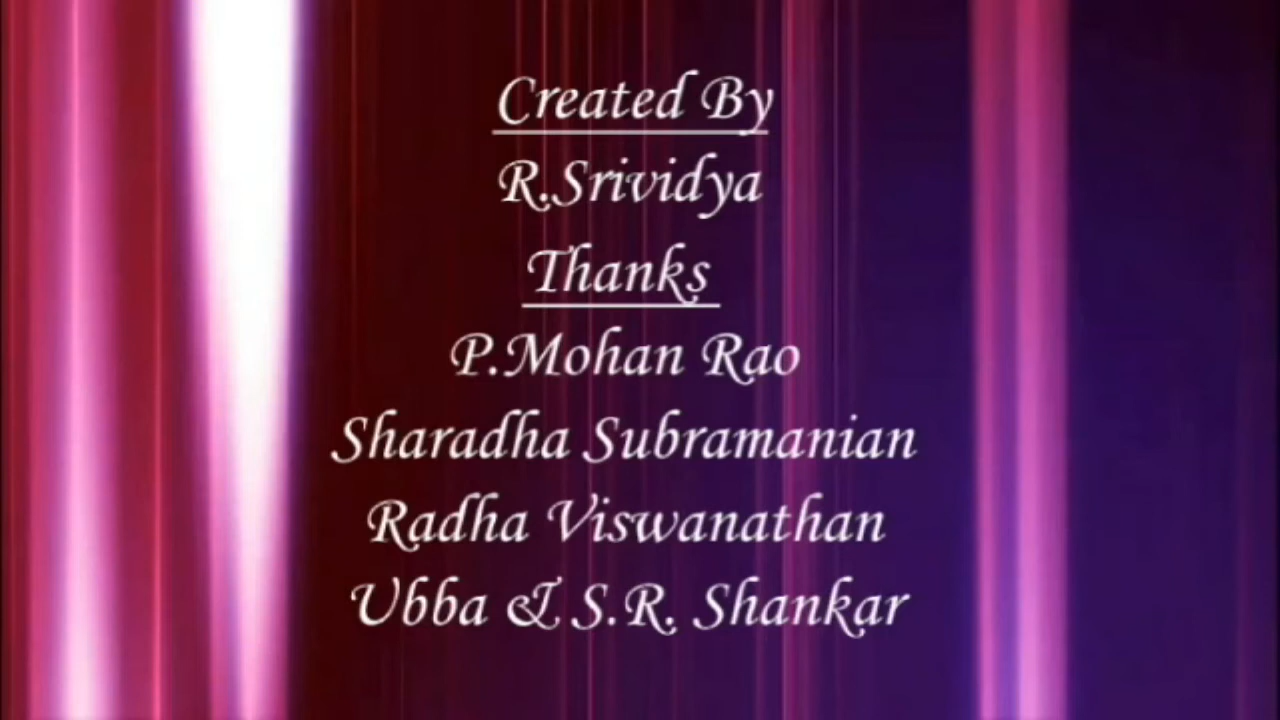 Created By
R.Srividya
Thanks
P.Mohan Rao
Sharadha Subramanian
Radha Viswanathan
Ubba & S.R. Shankar